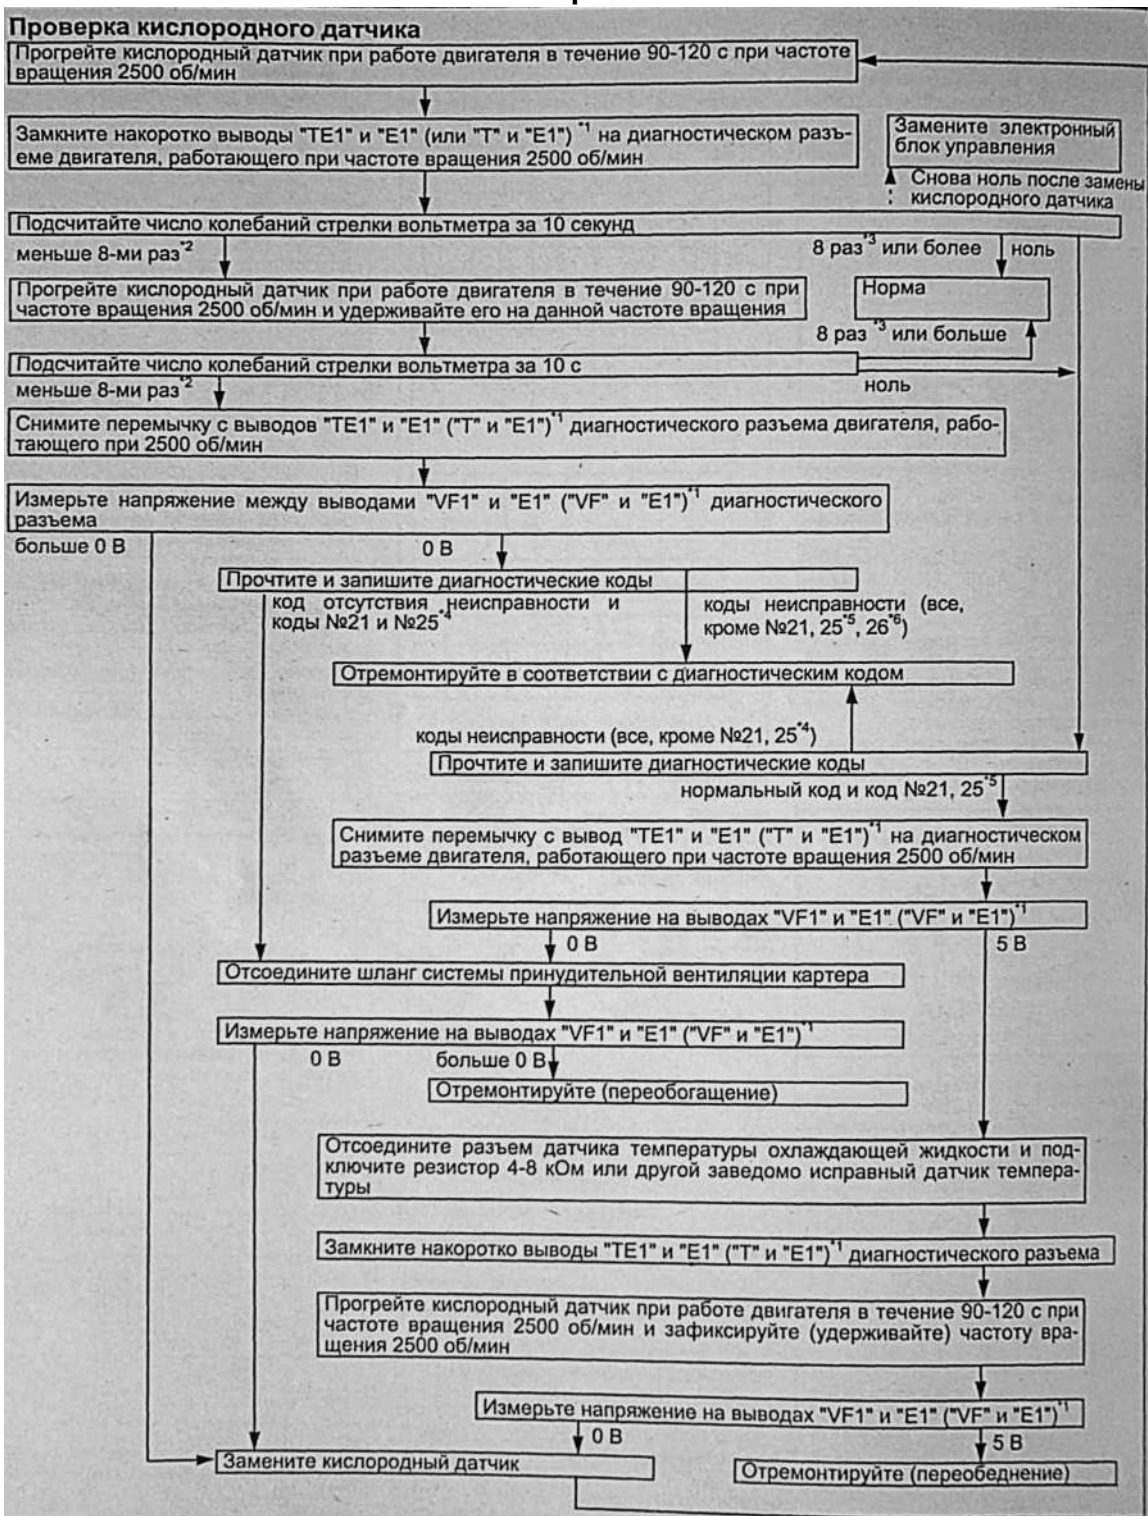 Проверка кислородного датчика
Прогрейте кислородный датчик при работе двигателя в течение 90-120 с при частоте
вращения 2500 об/мин
Замкните накоротко выводы "TE1" и "E1" (или "T" и "E1") *1 на диагностическом разъ-
еме двигателя, работающего при частоте вращения 2500 об/мин
Замените электронный
блок управления
Снова ноль после замены
кислородного датчика
Подсчитайте число колебаний стрелки вольтметра за 10 секунд
меньше 8-ми раз*2
8 раз*3 или более
ноль
Прогрейте кислородный датчик при работе двигателя в течение 90-120 с при
частоте вращения 2500 об/мин и удерживайте его на данной частоте вращения
Норма
8 раз *3 или больше
Подсчитайте число колебаний стрелки вольтметра за 10 с
меньше 8-ми раз*2
ноль
Снимите перемычку с выводов "TE1" и "E1" ("T" и "E1")*1 диагностического разъема двигателя, рабо-
тающего при 2500 об/мин
Измерьте напряжение между выводами "VF1" и "E1" ("VF" и "E1")*1 диагностического
разъема
больше 0 В
0 В
Прочтите и запишите диагностические коды
код отсутствия неисправности и
коды №21 и №25*4
коды неисправности (все,
кроме №21, 25*5, 26*6)
Отремонтируйте в соответствии с диагностическим кодом
коды неисправности (все, кроме №21, 25*4)
Прочтите и запишите диагностические коды
нормальный код и код №21, 25*5
Снимите перемычку с вывод "TE1" и "E1" ("T" и "E1")*1 на диагностическом
разъеме двигателя, работающего при частоте вращения 2500 об/мин
Измерьте напряжение на выводах "VF1" и "E1" ("VF" и "E1")*1
0 В
5 В
Отсоедините шланг системы принудительной вентиляции картера
Измерьте напряжение на выводах "VF1" и "E1" ("VF" и "E1")*1
0 В
больше 0 В
Отремонтируйте (переобогащение)
Отсоедините разъем датчика температуры охлаждающей жидкости и под-
ключите резистор 4-8 кОм или другой заведомо исправный датчик темпера-
туры
Замкните накоротко выводы "TE1" и "E1" ("T" и "E1")*1 диагностического разъема
Прогрейте кислородный датчик при работе двигателя в течение 90-120 с при
частоте вращения 2500 об/мин и зафиксируйте (удерживайте) частоту вра-
щения 2500 об/мин
Измерьте напряжение на выводах "VF1" и "E1" ("VF" и "E1")*1
0 В
5 В
Замените кислородный датчик
Отремонтируйте (переобеднение)